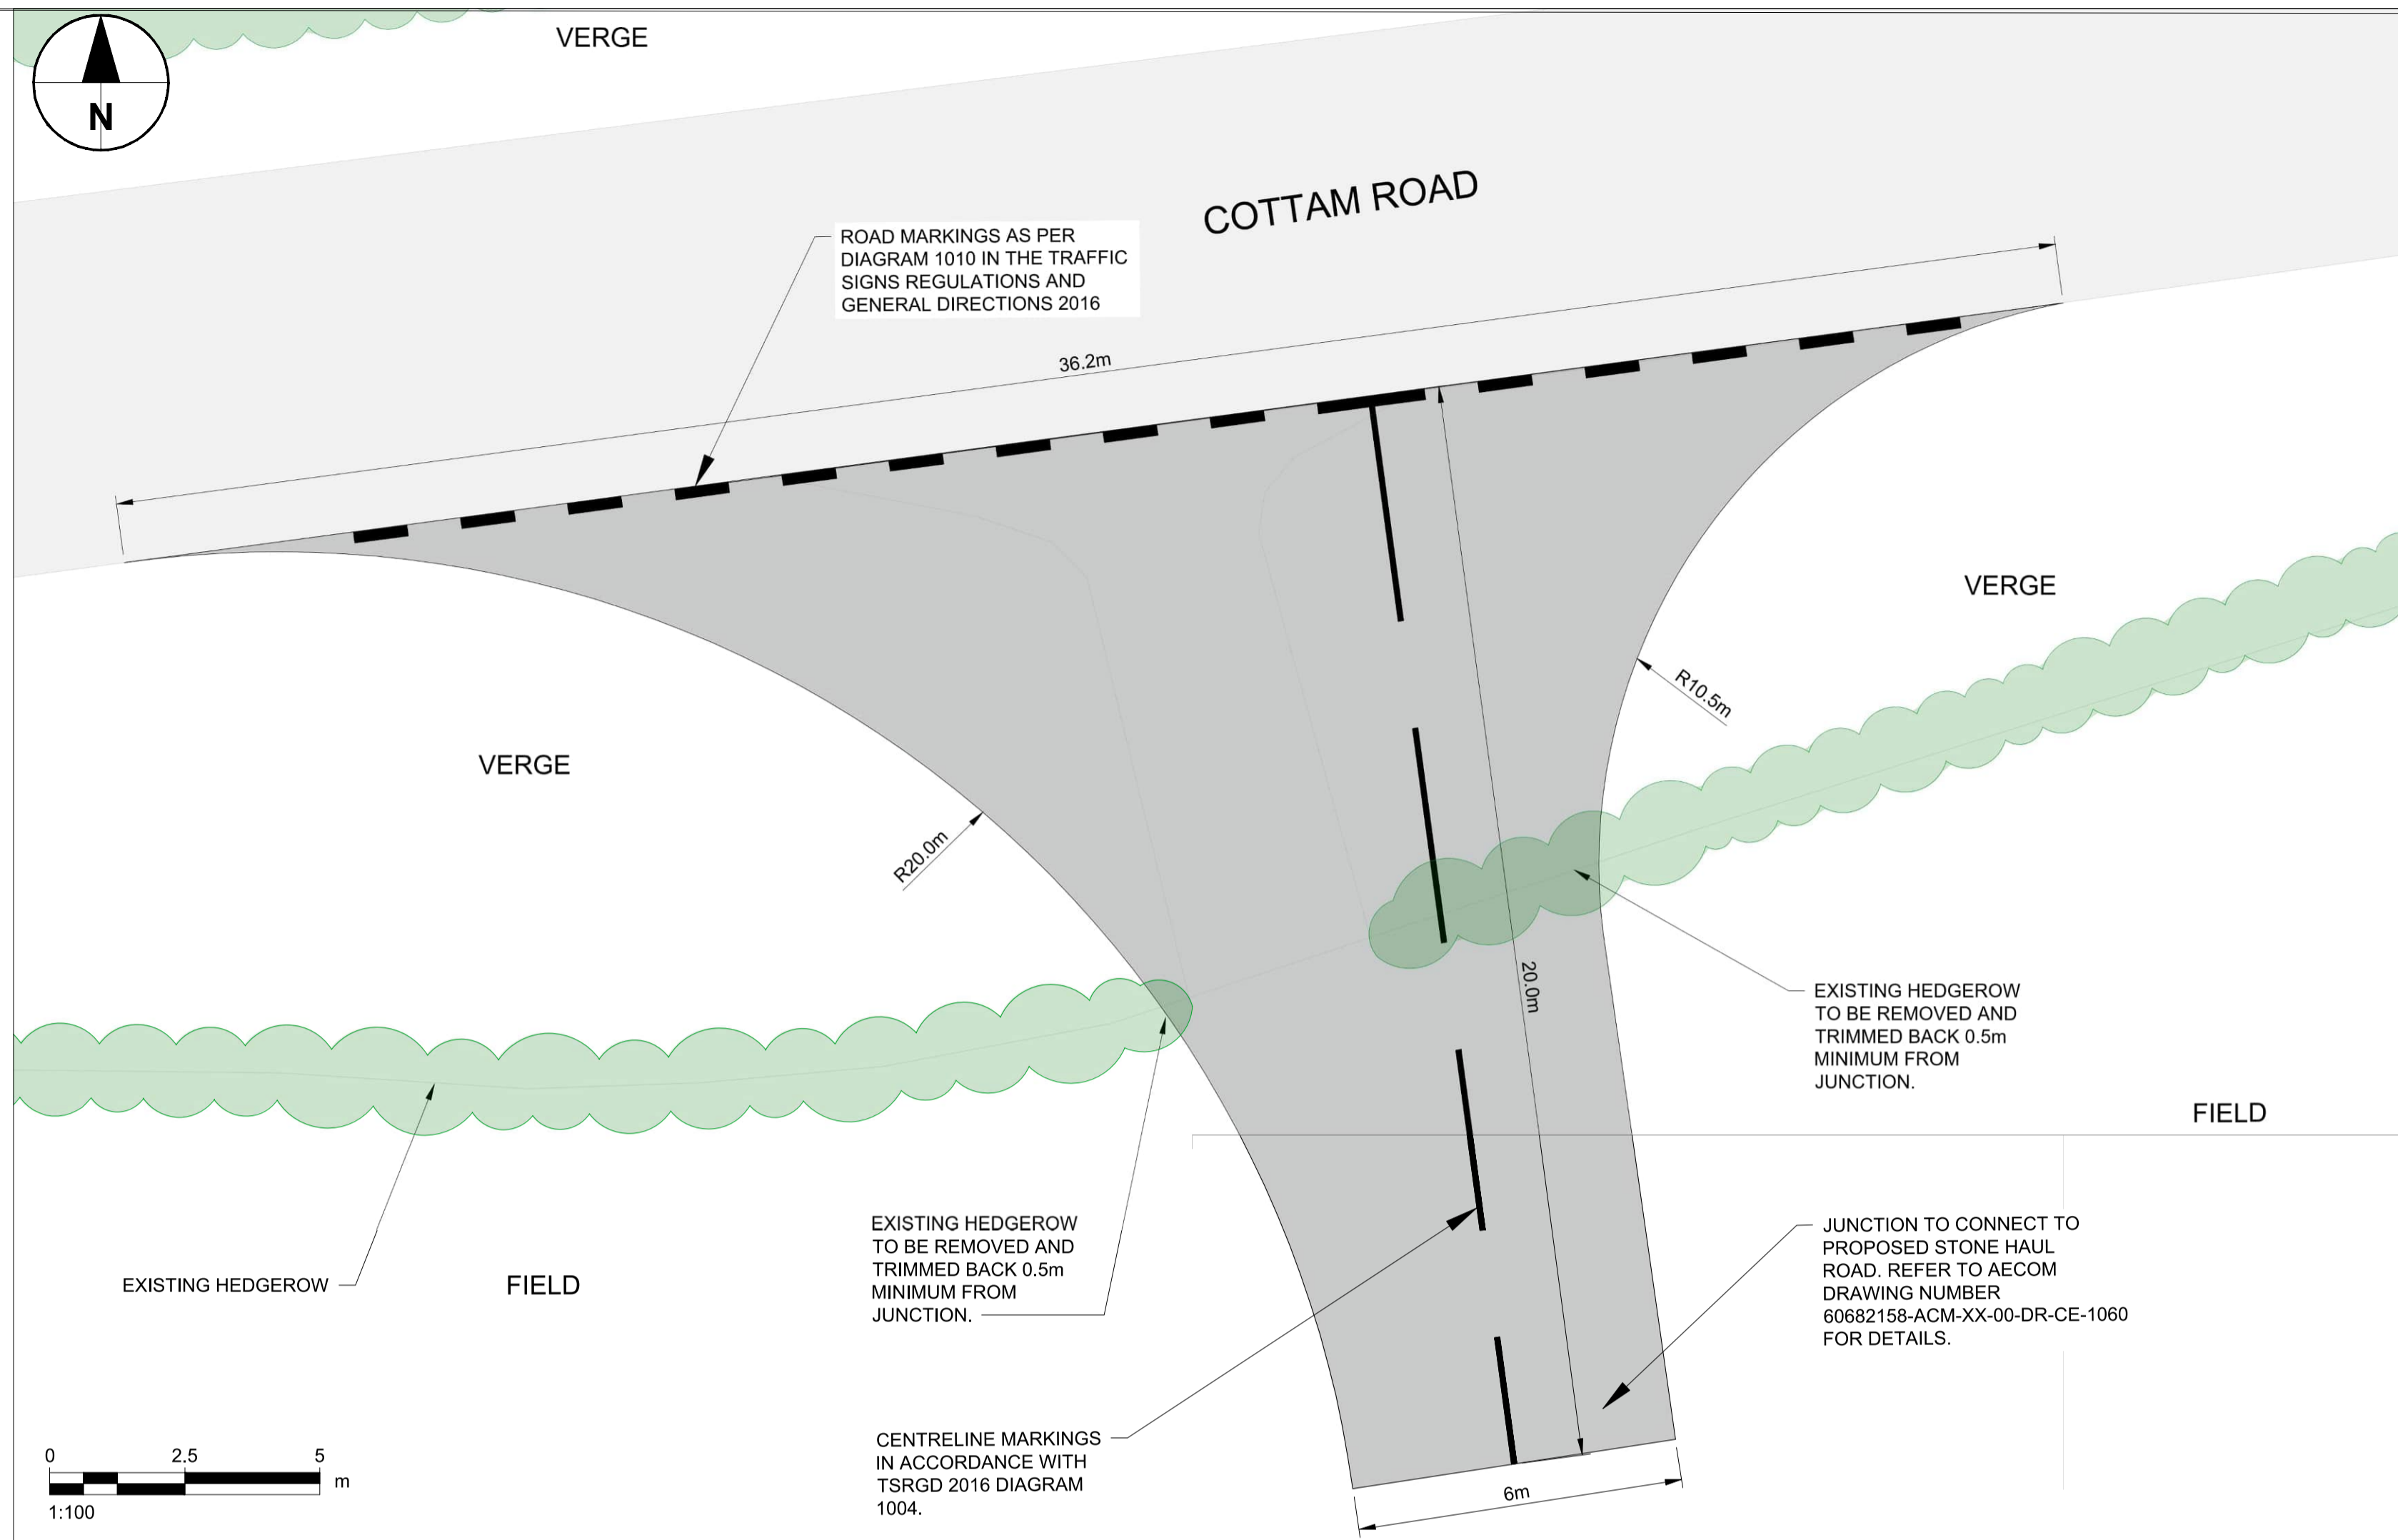 VERGE
N
COTTAM ROAD
ROAD MARKINGS AS PER
DIAGRAM 1010 IN THE TRAFFIC
SIGNS REGULATIONS AND
GENERAL DIRECTIONS 2016
36.2m
VERGE
R10.5m
VERGE
R20.0m
20.0m
EXISTING HEDGEROW
TO BE REMOVED AND
TRIMMED BACK 0.5m
MINIMUM FROM
JUNCTION.
FIELD
EXISTING HEDGEROW
TO BE REMOVED AND
TRIMMED BACK 0.5m
MINIMUM FROM
JUNCTION.
JUNCTION TO CONNECT TO
PROPOSED STONE HAUL
ROAD. REFER TO AECOM
DRAWING NUMBER
60682158-ACM-XX-00-DR-CE-1060
FOR DETAILS.
EXISTING HEDGEROW
FIELD
CENTRELINE MARKINGS
IN ACCORDANCE WITH
TSRGD 2016 DIAGRAM
1004.
0 2.5 5
m
1:100
6m